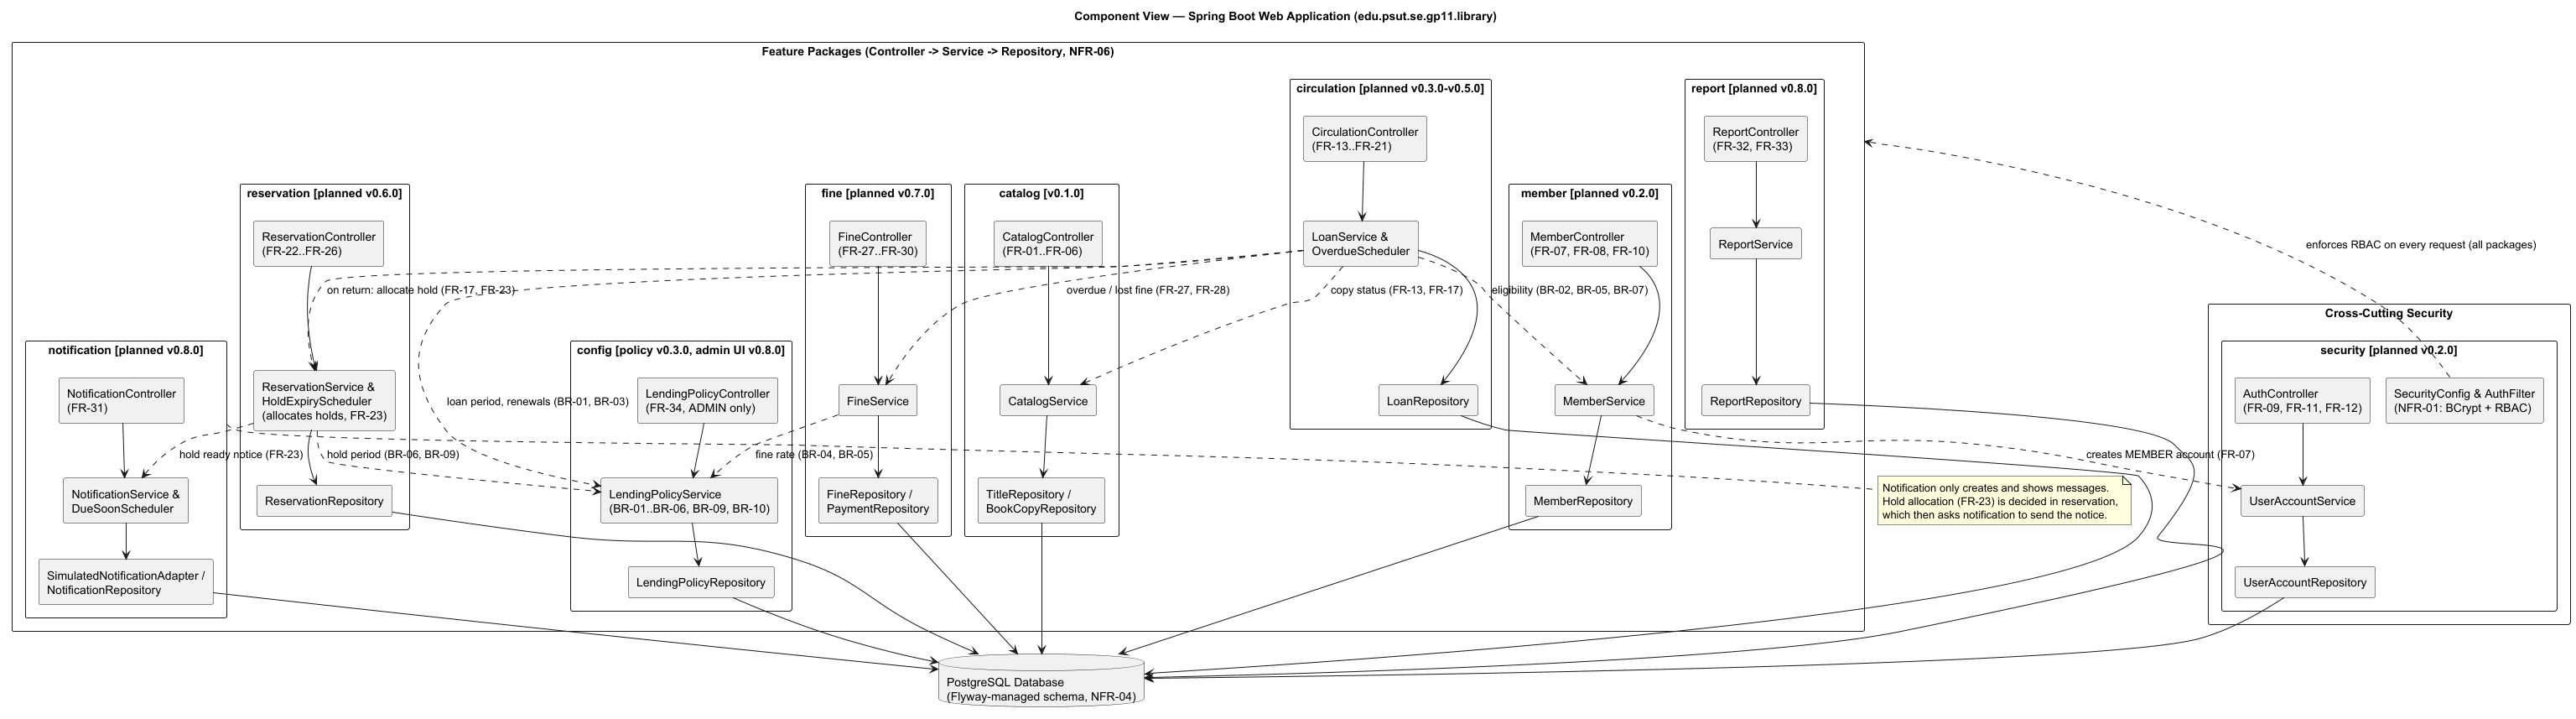 Component View — Spring Boot Web Application (edu.psut.se.gp11.library)
Feature Packages (Controller -> Service -> Repository, NFR-06)
circulation [planned v0.3.0-v0.5.0]
CirculationController
(FR-13..FR-21)
LoanService &
OverdueScheduler
LoanRepository
report [planned v0.8.0]
ReportController
(FR-32, FR-33)
ReportService
ReportRepository
reservation [planned v0.6.0]
ReservationController
(FR-22..FR-26)
ReservationService &
HoldExpiryScheduler
(allocates holds, FR-23)
ReservationRepository
fine [planned v0.7.0]
FineController
(FR-27..FR-30)
FineService
FineRepository /
PaymentRepository
catalog [v0.1.0]
CatalogController
(FR-01..FR-06)
CatalogService
TitleRepository /
BookCopyRepository
member [planned v0.2.0]
MemberController
(FR-07, FR-08, FR-10)
MemberService
MemberRepository
notification [planned v0.8.0]
NotificationController
(FR-31)
NotificationService &
DueSoonScheduler
SimulatedNotificationAdapter /
NotificationRepository
config [policy v0.3.0, admin UI v0.8.0]
LendingPolicyController
(FR-34, ADMIN only)
LendingPolicyService
(BR-01..BR-06, BR-09, BR-10)
LendingPolicyRepository
on return: allocate hold (FR-17, FR-23)
overdue / lost fine (FR-27, FR-28)
copy status (FR-13, FR-17)
eligibility (BR-02, BR-05, BR-07)
loan period, renewals (BR-01, BR-03)
hold ready notice (FR-23)
hold period (BR-06, BR-09)
fine rate (BR-04, BR-05)
creates MEMBER account (FR-07)
enforces RBAC on every request (all packages)
Cross-Cutting Security
security [planned v0.2.0]
AuthController
(FR-09, FR-11, FR-12)
SecurityConfig & AuthFilter
(NFR-01: BCrypt + RBAC)
UserAccountService
UserAccountRepository
Notification only creates and shows messages.
Hold allocation (FR-23) is decided in reservation,
which then asks notification to send the notice.
PostgreSQL Database
(Flyway-managed schema, NFR-04)